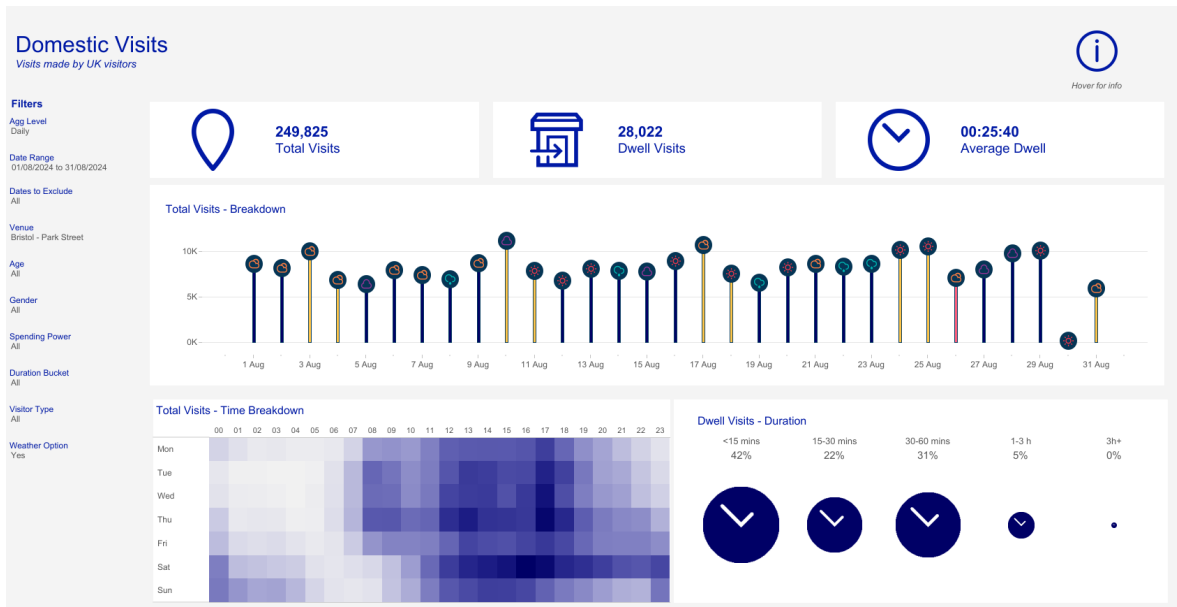 Domestic Visits
Visits made by UK visitors
Hover for info
Filters
Agg Level
Daily
Date Range
01/08/2024 to 31/08/2024
Dates to Exclude
All
Venue
Bristol - Park Street
Age
All
Gender
All
Spending Power
All
Duration Bucket
All
Visitor Type
All
Weather Option
Yes
249,825
Total Visits
28,022
Dwell Visits
00:25:40
Average Dwell
Total Visits - Breakdown
10K
5K
0K
1 Aug 3 Aug 5 Aug 7 Aug 9 Aug 11 Aug 13 Aug 15 Aug 17 Aug 19 Aug 21 Aug 23 Aug 25 Aug 27 Aug 29 Aug 31 Aug
Total Visits - Time Breakdown
00 01 02 03 04 05 06 07 08 09 10 11 12 13 14 15 16 17 18 19 20 21 22 23
Mon
Tue
Wed
Thu
Fri
Sat
Sun
Dwell Visits - Duration
<15 mins 15-30 mins 30-60 mins 1-3 h 3h+
42% 22% 31% 5% 0%